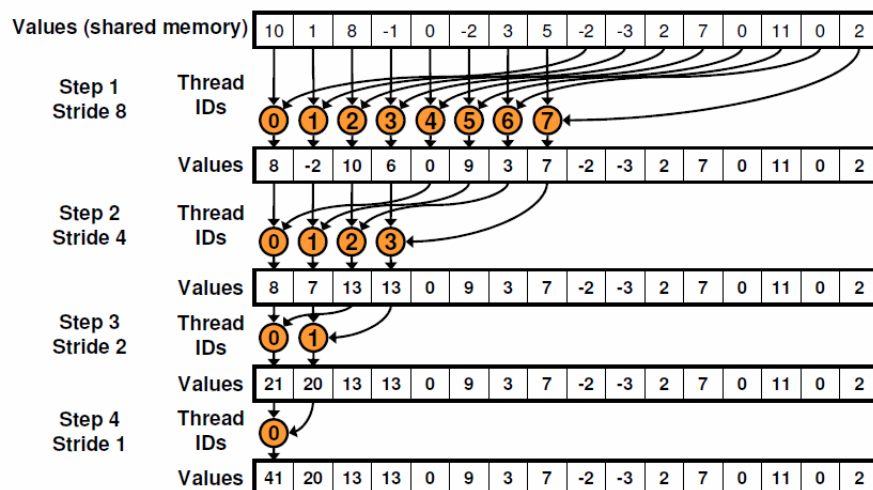 Values (shared memory) 10 1 8 -1 0 -2 3 5 -2 -3 2 7 0 11 0 2
Step 1
Stride 8
Thread
IDs
0 1 2 3 4 5 6 7
Values 8 -2 10 6 0 9 3 7 -2 -3 2 7 0 11 0 2
Step 2
Stride 4
Thread
IDs
0 1 2 3
Values 8 7 13 13 0 9 3 7 -2 -3 2 7 0 11 0 2
Step 3
Stride 2
Thread
IDs
0 1
Values 21 20 13 13 0 9 3 7 -2 -3 2 7 0 11 0 2
Step 4
Stride 1
Thread
IDs
0
Values 41 20 13 13 0 9 3 7 -2 -3 2 7 0 11 0 2